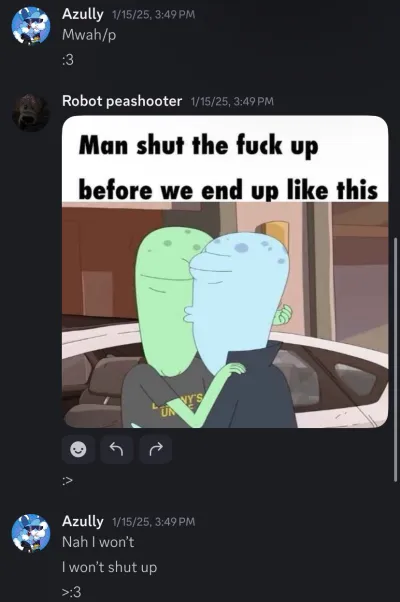 Azully 1/15/25, 3:49 PM
Mwah/p
:3
Robot peashooter 1/15/25, 3:49 PM
Man shut the fuck up
before we end up like this
:>
Azully 1/15/25, 3:49 PM
Nah I won't
I won't shut up
>:3